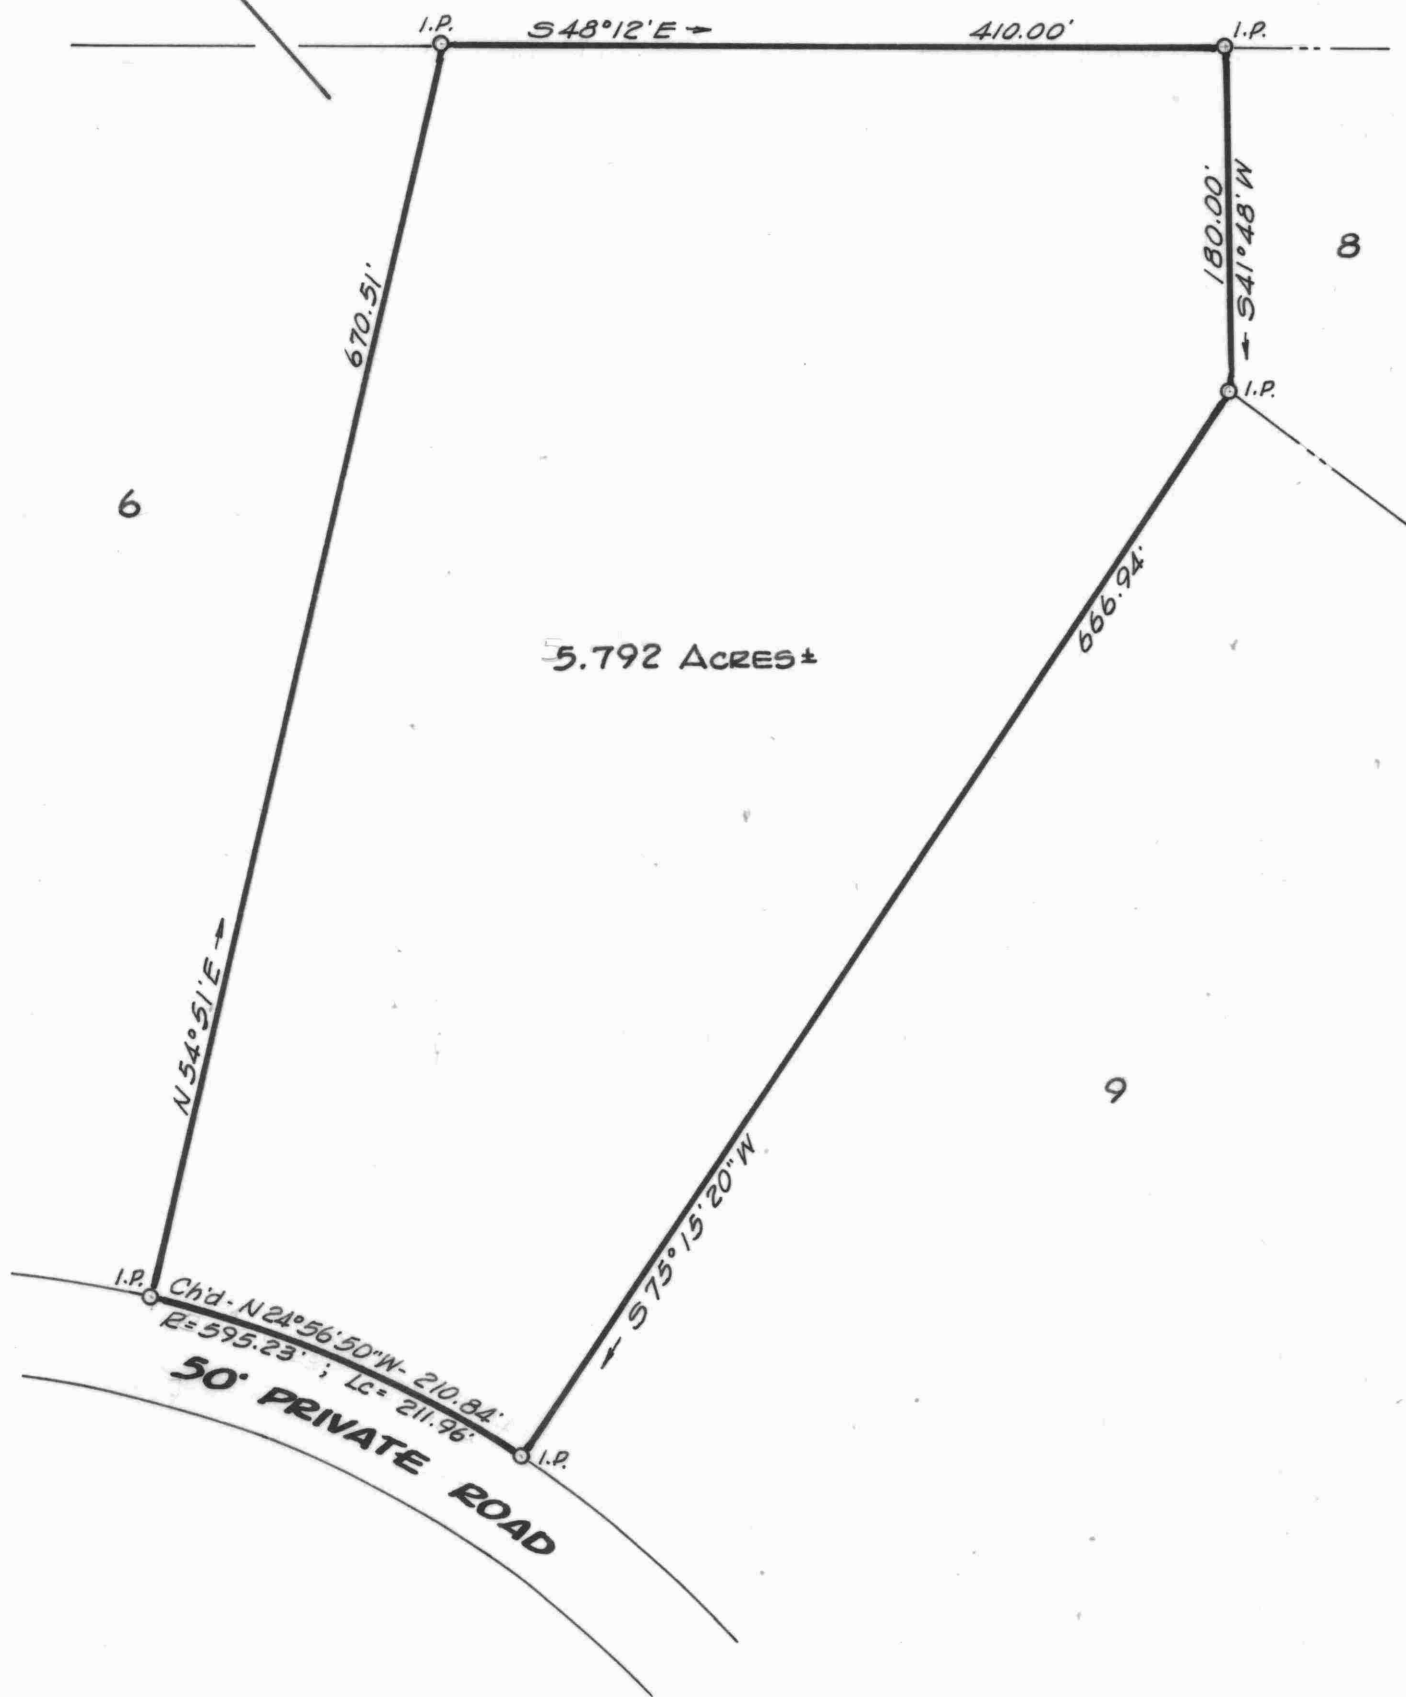 I.P.
S48°12'E
410.00'
I.P.
180.00'
S41°48'W
8
I.P.
670.51'
6
666.94'
5.792 ACRES±
N54°51'E
9
S75°15'20"W
I.P.
Ch'd - N24°56'50"W - 210.84'
R=595.23' ; Lc= 211.96'
I.P.
50' PRIVATE ROAD